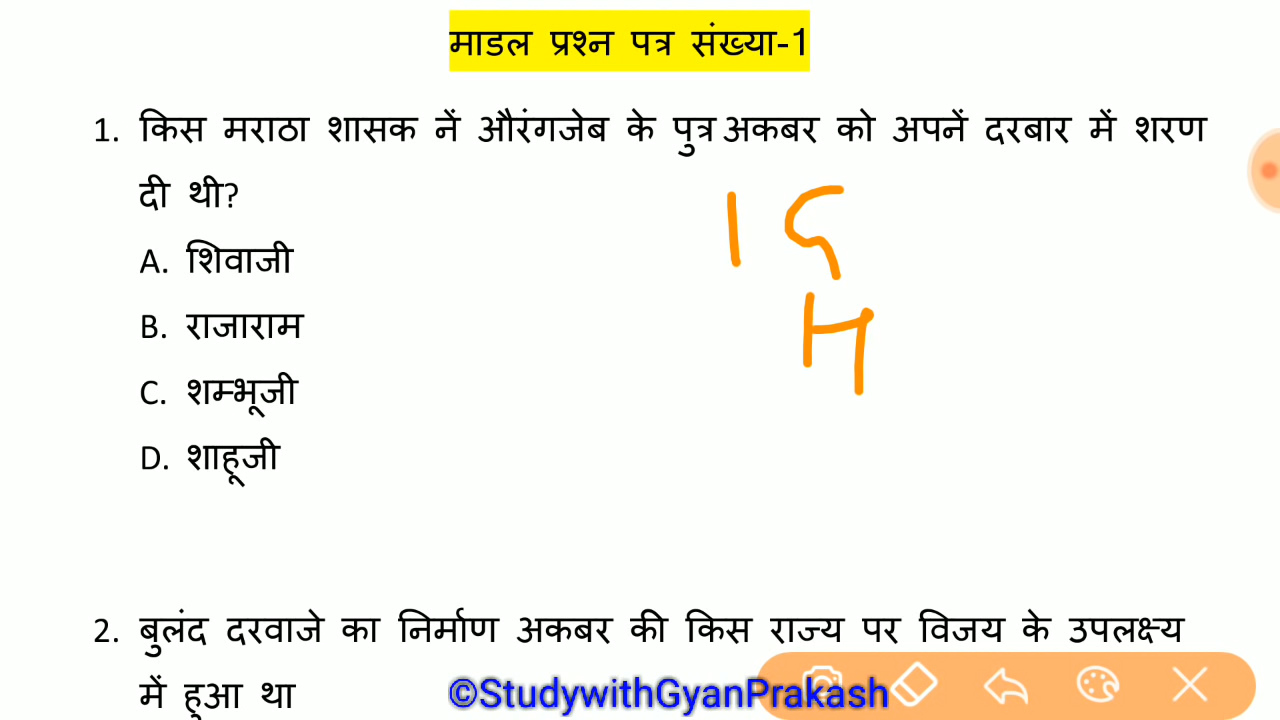 माडल प्रश्न पत्र संख्या-1
1. किस मराठा शासक नें औरंगजेब के पुत्र अकबर को अपनें दरबार में शरण
दी थी?
A. शिवाजी
B. राजाराम
C. शम्भूजी
D. शाहूजी
2. बुलंद दरवाजे का निर्माण अकबर की किस राज्य पर विजय के उपलक्ष्य
में हुआ था
©StudywithGyanPrakash